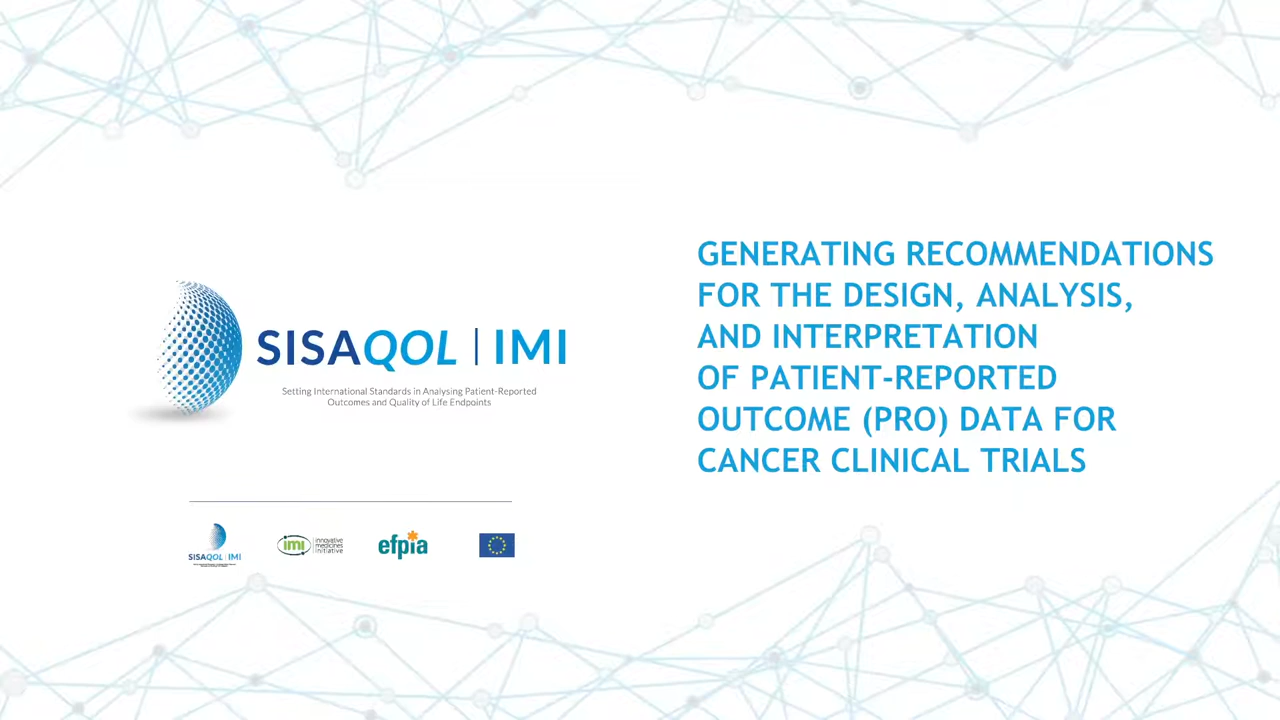 SISAQOL | IMI
Setting International Standards in Analysing Patient-Reported
Outcomes and Quality of Life Endpoints
GENERATING RECOMMENDATIONS
FOR THE DESIGN, ANALYSIS,
AND INTERPRETATION
OF PATIENT-REPORTED
OUTCOME (PRO) DATA FOR
CANCER CLINICAL TRIALS
SISAQOL | IMI
imi
innovative
medicines
initiative
efpia